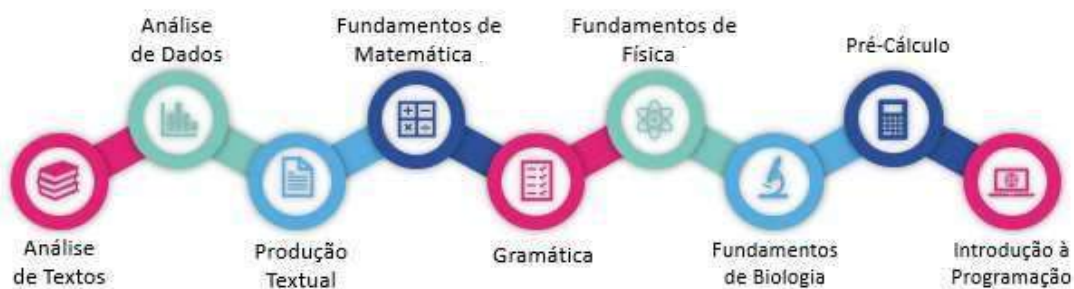 Análise
de Textos
Análise
de Dados
Produção
Textual
Fundamentos de
Matemática
Gramática
Fundamentos de
Física
Fundamentos
de Biologia
Pré-Cálculo
Introdução à
Programação